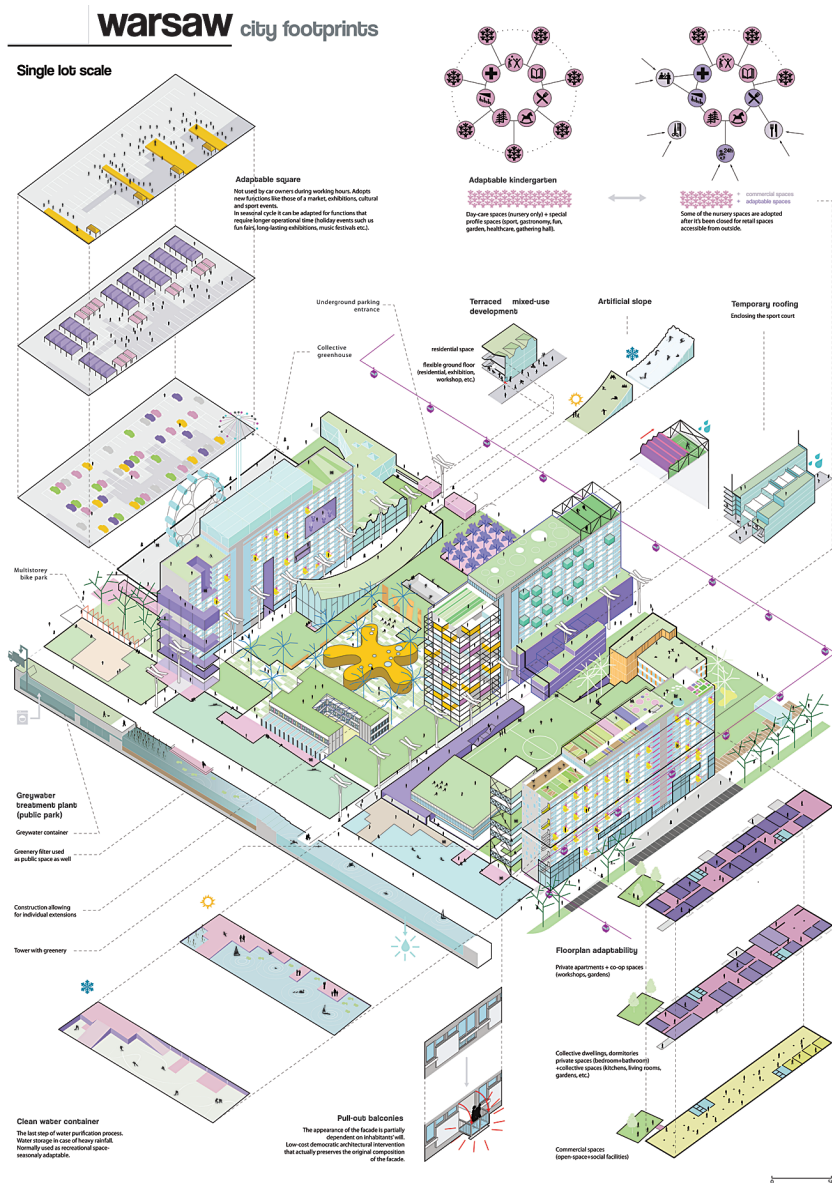 warsaw city footprints
Single lot scale
Adaptable square
Not used by car owners during working hours. Adopts
new functions like those of a market, exhibitions, cultural
and sport events.
In seasonal cycle it can be adapted for functions that
require longer operational time (holiday events such us
fun fairs, long-lasting exhibitions, music festivals etc.).
Adaptable kindergarten
Day-care spaces (nursery only) + special
profile spaces (sport, gastronomy, fun,
garden, healthcare, gathering hall).
24h
+ commercial spaces
+ adaptable spaces
Some of the nursery spaces are adopted
after it's been closed for retail spaces
accessible from outside.
Underground parking
entrance
Collective
greenhouse
Terraced mixed-use
development
residential space
flexible ground floor
(residential, exhibition,
workshop, etc.)
Artificial slope
Temporary roofing
Enclosing the sport court
Multistorey
bike park
Greywater
treatment plant
(public park)
Greywater container
Greenery filter used
as public space as well
Construction allowing
for individual extensions
Tower with greenery
Clean water container
The last step of water purification process.
Water storage in case of heavy rainfall.
Normally used as recreational space-
seasonaly adaptable.
Pull-out balconies
The appearance of the facade is partially
dependent on inhabitants' will.
Low-cost democratic architectural intervention
that actually preserves the original composition
of the facade.
Floorplan adaptability
Private apartments + co-op spaces
(workshops, gardens)
Collective dwellings, dormitories
private spaces (bedroom+bathroom)
+collective spaces (kitchens, living rooms,
gardens, etc.)
Commercial spaces
(open-space+social facilities)
0